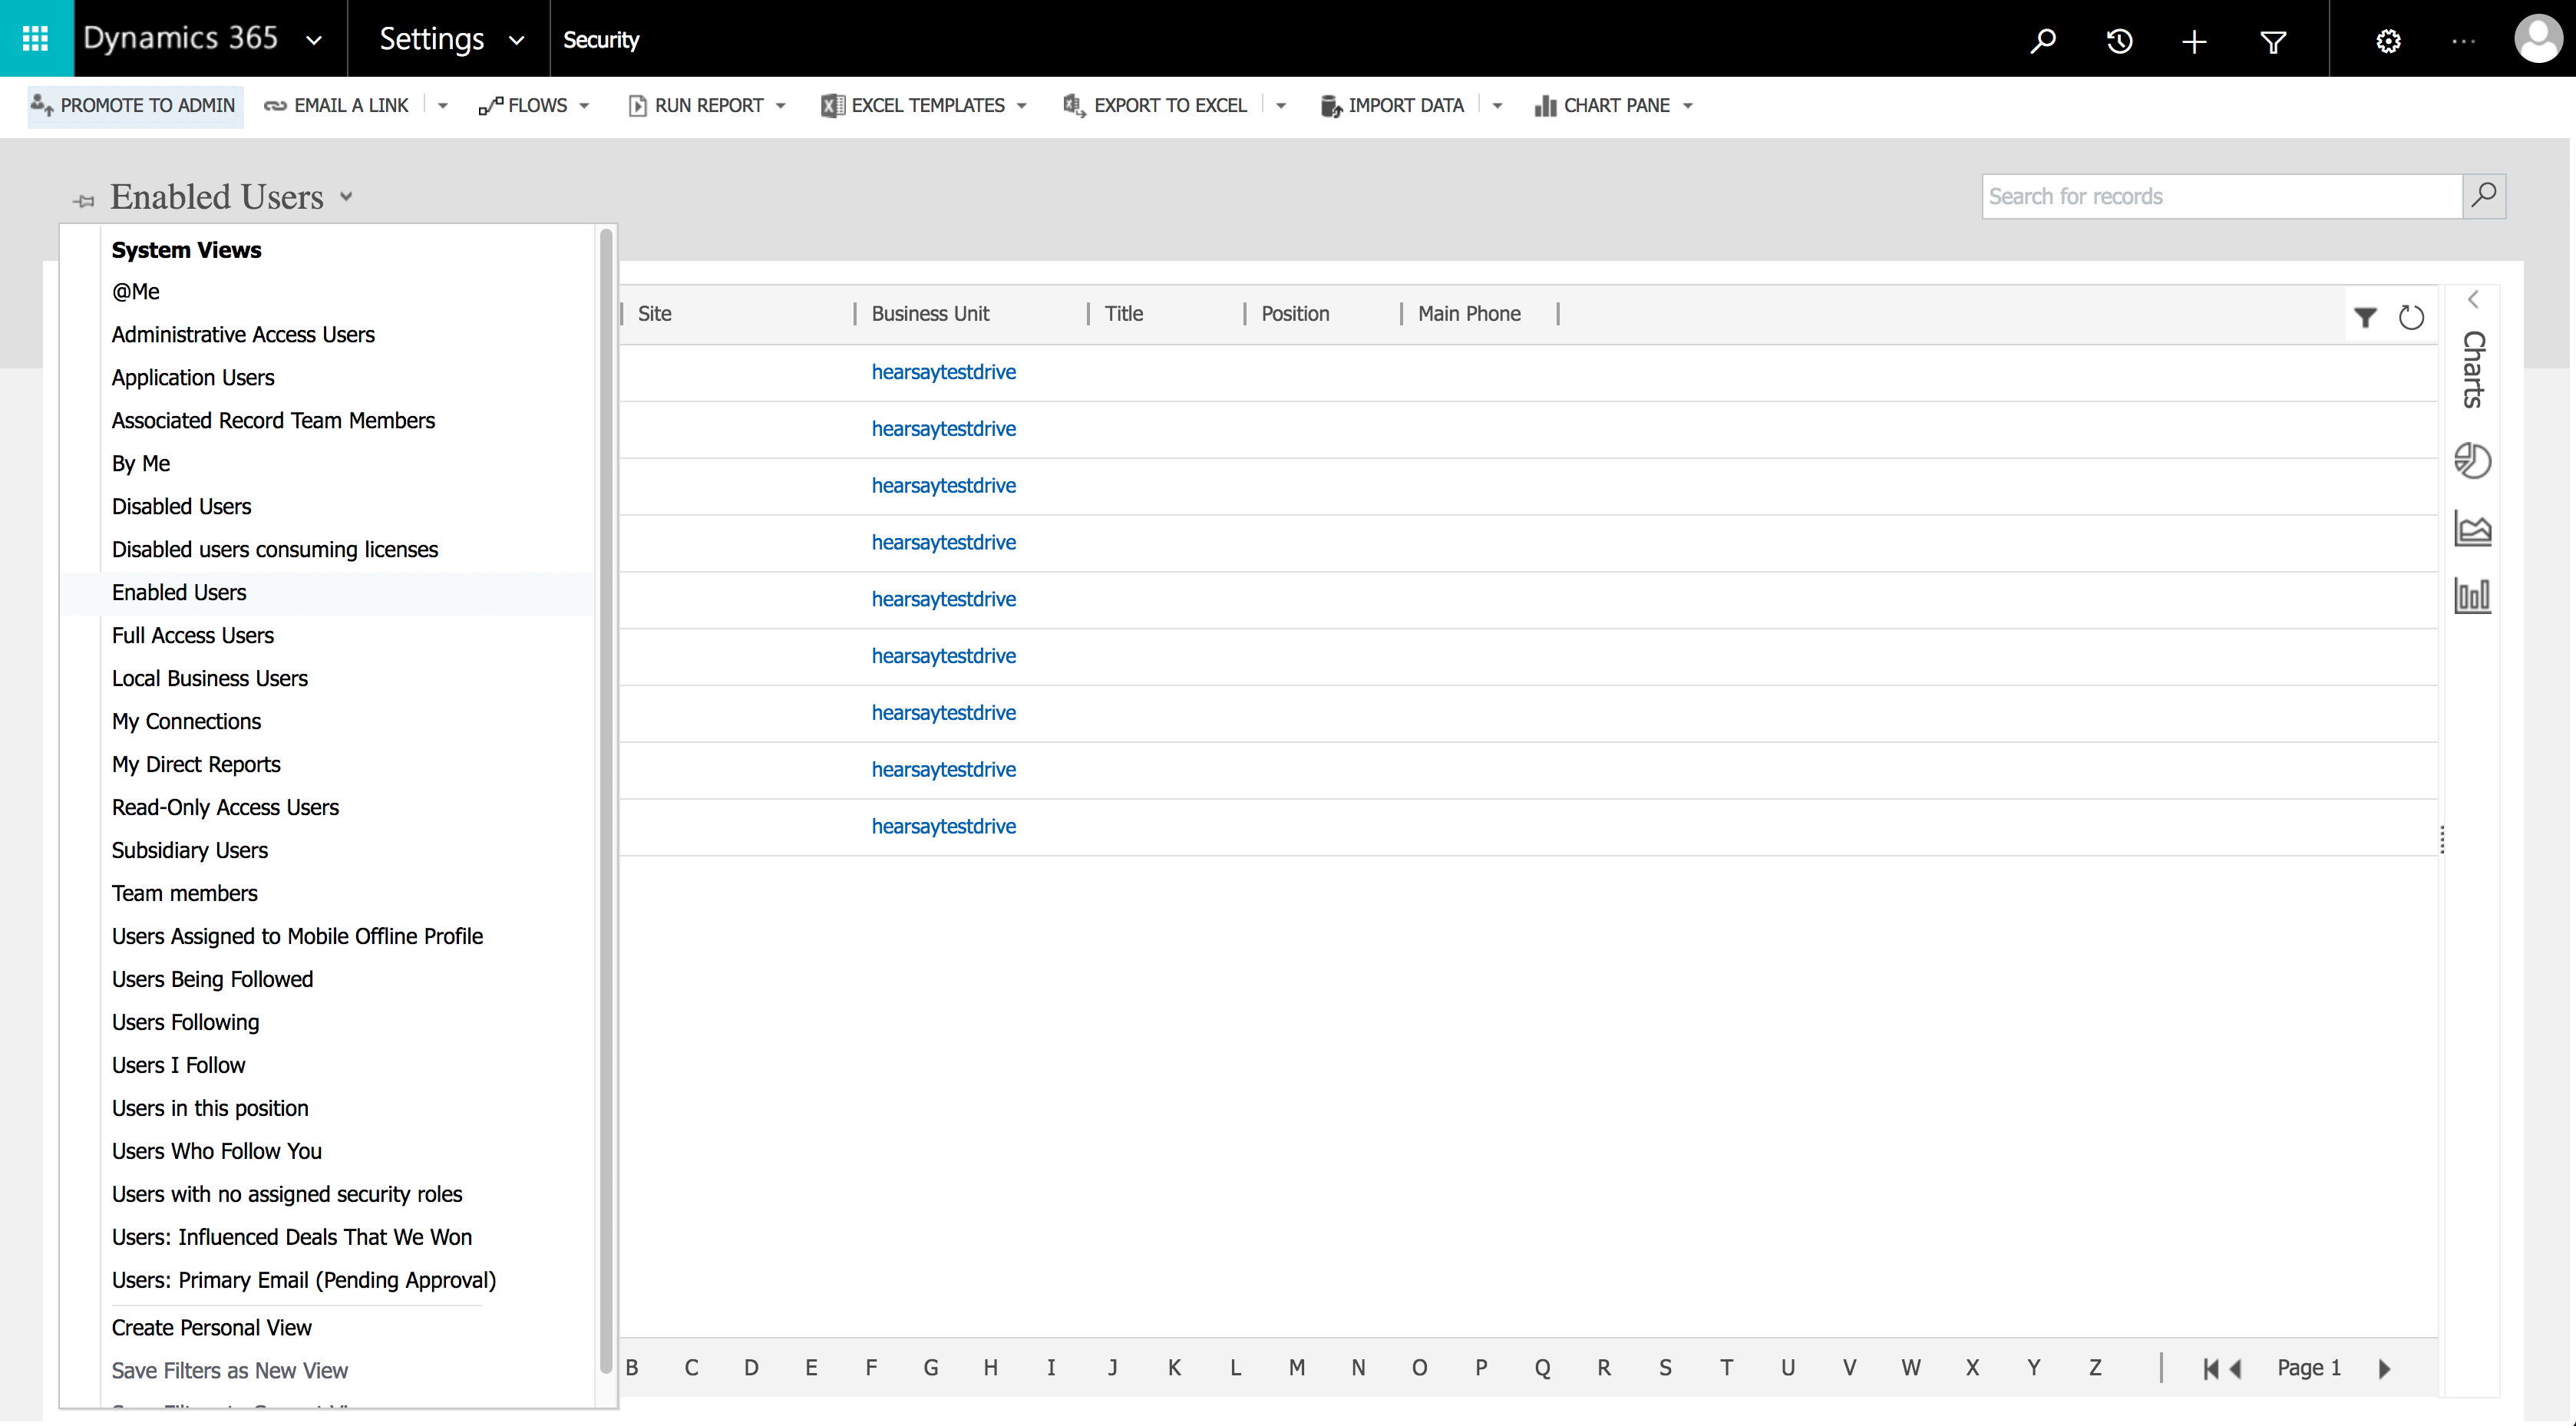 Dynamics 365 Settings Security
PROMOTE TO ADMIN EMAIL A LINK FLOWS RUN REPORT EXCEL TEMPLATES EXPORT TO EXCEL IMPORT DATA CHART PANE
Enabled Users
Search for records
System Views
@Me
Administrative Access Users
Application Users
Associated Record Team Members
By Me
Disabled Users
Disabled users consuming licenses
Enabled Users
Full Access Users
Local Business Users
My Connections
My Direct Reports
Read-Only Access Users
Subsidiary Users
Team members
Users Assigned to Mobile Offline Profile
Users Being Followed
Users Following
Users I Follow
Users in this position
Users Who Follow You
Users with no assigned security roles
Users: Influenced Deals That We Won
Users: Primary Email (Pending Approval)
Create Personal View
Save Filters as New View
Site Business Unit Title Position Main Phone
hearsaytestdrive
hearsaytestdrive
hearsaytestdrive
hearsaytestdrive
hearsaytestdrive
hearsaytestdrive
hearsaytestdrive
hearsaytestdrive
hearsaytestdrive
Charts
B C D E F G H I J K L M N O P Q R S T U V W X Y Z Page 1